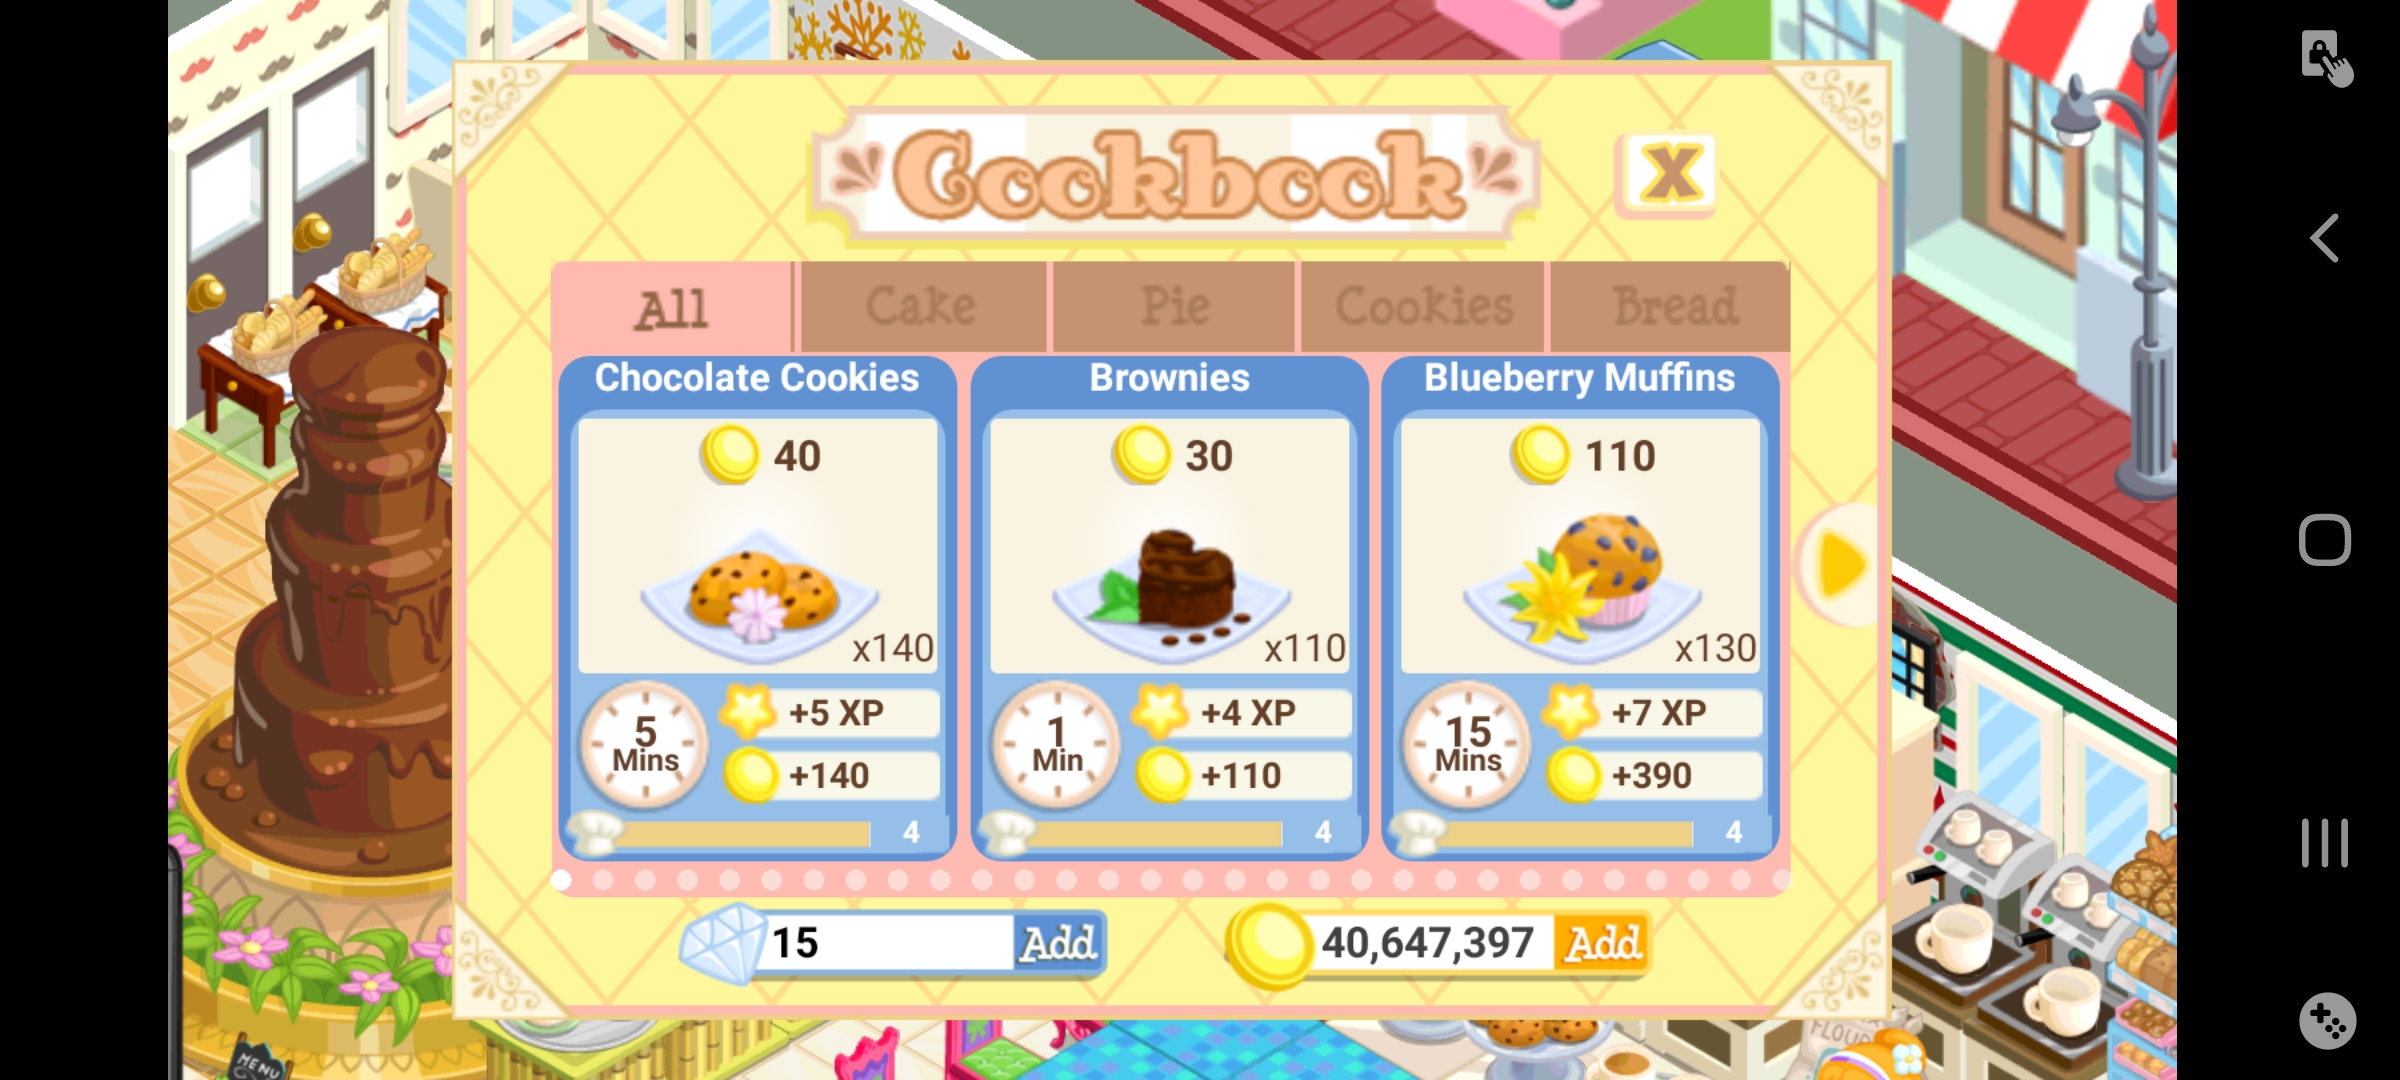 Cookbook
X
All Cake Pie Cookies Bread
Chocolate Cookies
40
x140
5 Mins
+5 XP
+140
4
Brownies
30
x110
1 Min
+4 XP
+110
4
Blueberry Muffins
110
x130
15 Mins
+7 XP
+390
4
15 Add
40,647,397 Add
MENU
FLOUR